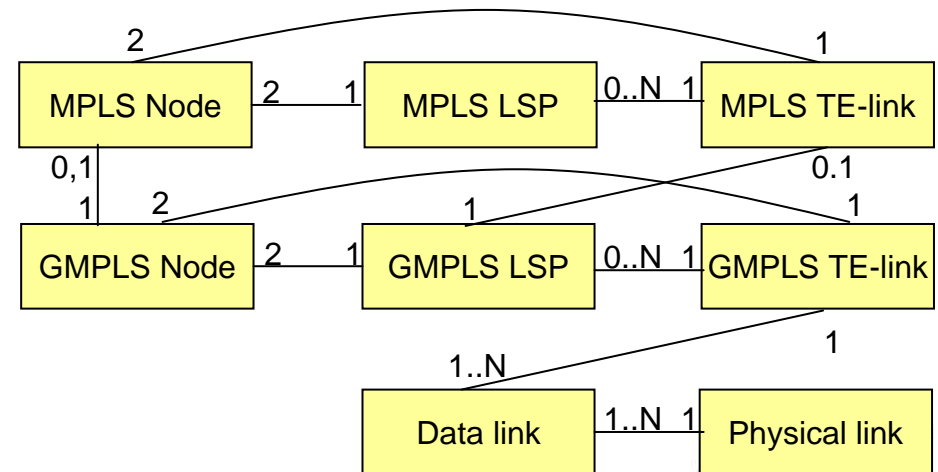 2 1
MPLS Node 2 1 MPLS LSP 0..N 1 MPLS TE-link
0,1 0.1
1 2 1 1
GMPLS Node 2 1 GMPLS LSP 0..N 1 GMPLS TE-link
1
1..N
Data link 1..N 1 Physical link